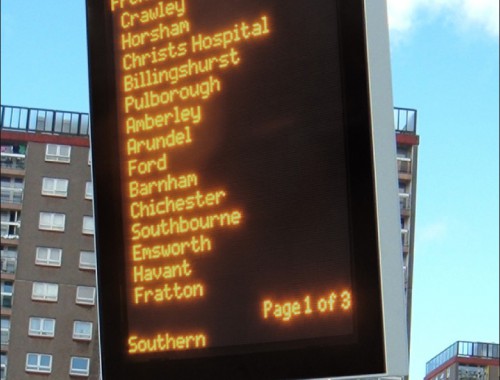 Crawley
Horsham
Christs Hospital
Billingshurst
Pulborough
Amberley
Arundel
Ford
Barnham
Chichester
Southbourne
Emsworth
Havant
Fratton
Page 1 of 3
Southern